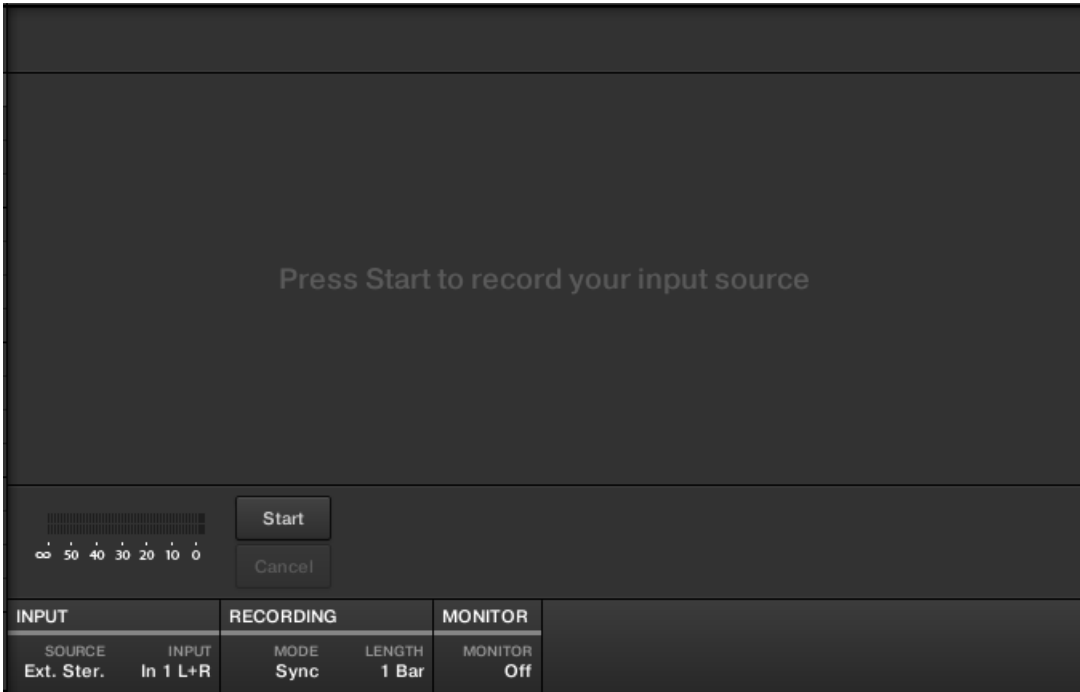 Press Start to record your input source
Start
∞ 50 40 30 20 10 0
Cancel
INPUT RECORDING MONITOR
SOURCE INPUT MODE LENGTH MONITOR
Ext. Ster. In 1 L+R Sync 1 Bar Off